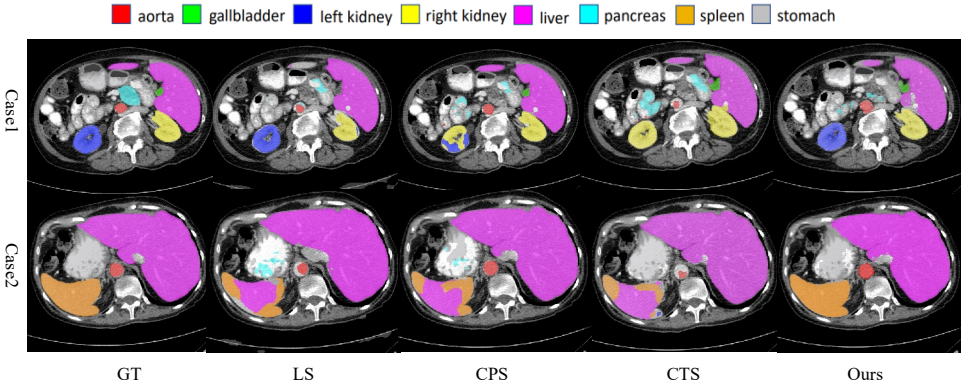 aorta gallbladder left kidney right kidney liver pancreas spleen stomach
Case1
Case2
GT LS CPS CTS Ours